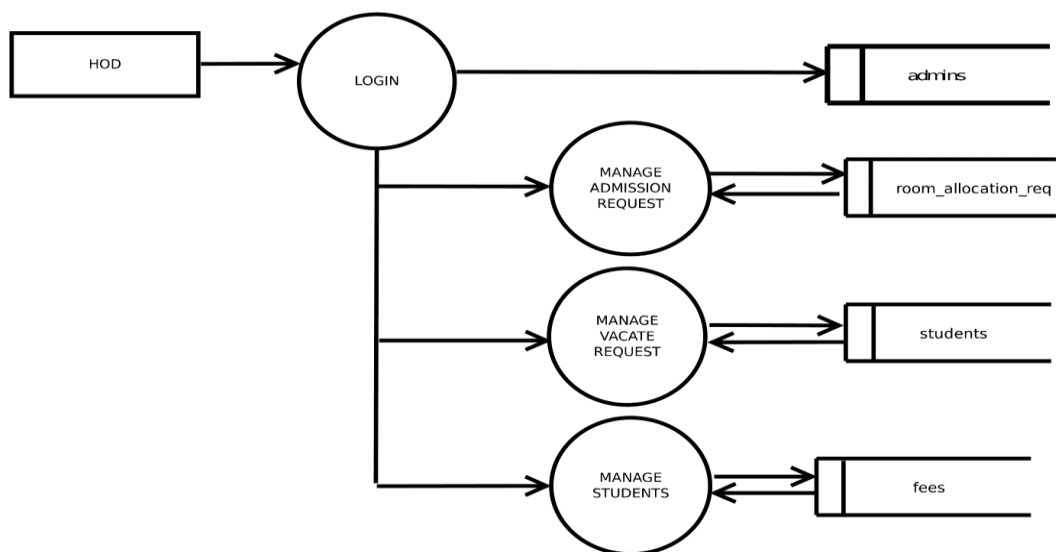 HOD
LOGIN
admins
MANAGE
ADMISSION
REQUEST
room_allocation_req
MANAGE
VACATE
REQUEST
students
MANAGE
STUDENTS
fees